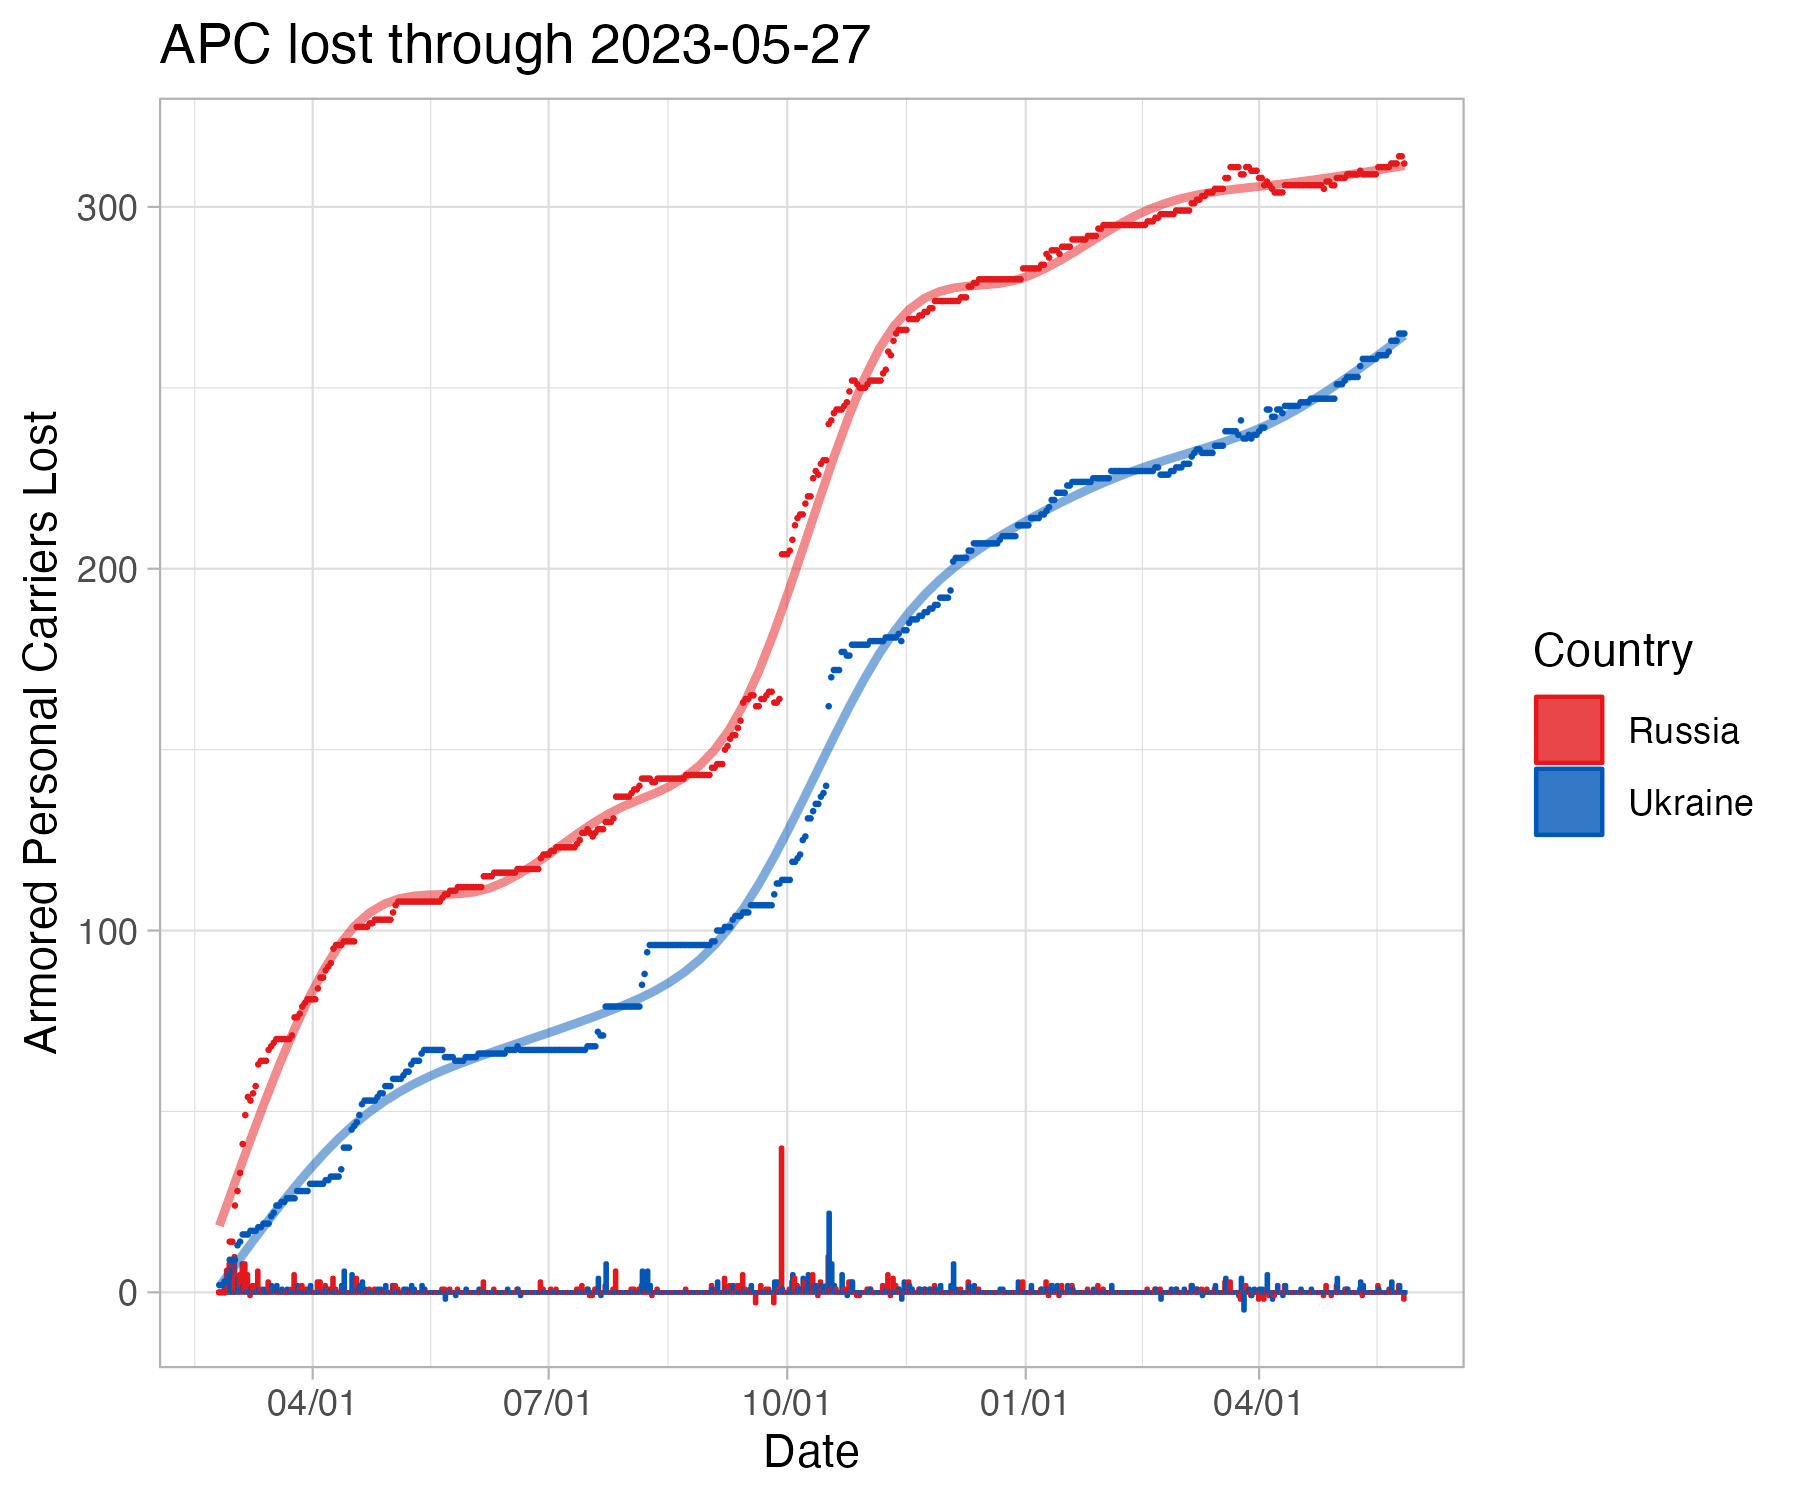 APC lost through 2023-05-27
Armored Personal Carriers Lost
300
200
100
0
04/01
07/01
10/01
01/01
04/01
Date
Country
Russia
Ukraine